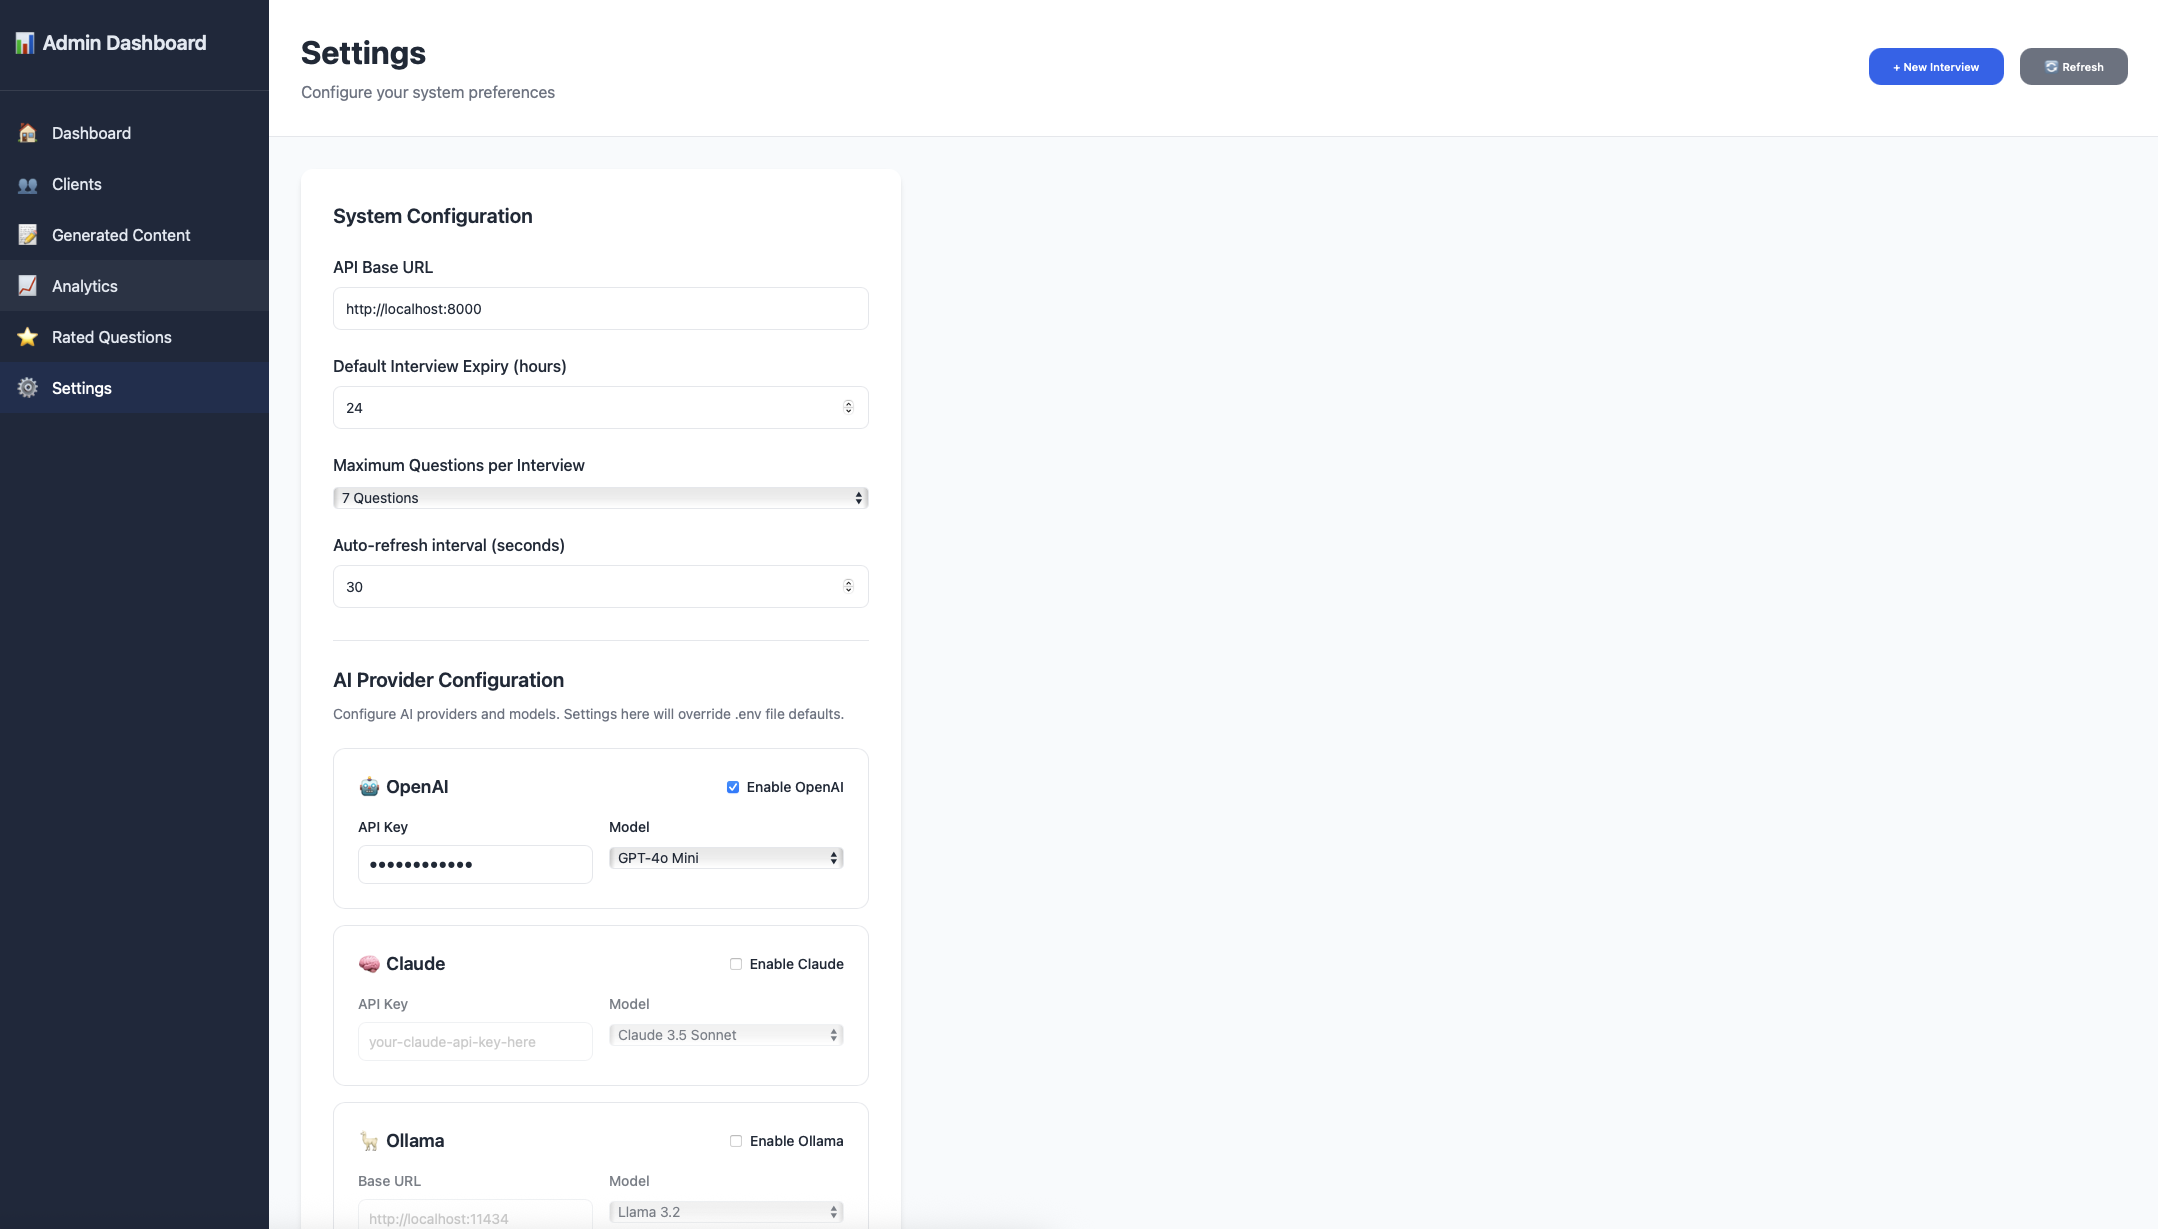 Admin Dashboard
Dashboard
Clients
Generated Content
Analytics
Rated Questions
Settings
Settings
Configure your system preferences
+ New Interview
Refresh
System Configuration
API Base URL
http://localhost:8000
Default Interview Expiry (hours)
24
Maximum Questions per Interview
7 Questions
Auto-refresh interval (seconds)
30
AI Provider Configuration
Configure AI providers and models. Settings here will override .env file defaults.
OpenAI
Enable OpenAI
API Key
Model
••••••••••••
GPT-4o Mini
Claude
Enable Claude
API Key
Model
your-claude-api-key-here
Claude 3.5 Sonnet
Ollama
Enable Ollama
Base URL
Model
http://localhost:11434
Llama 3.2